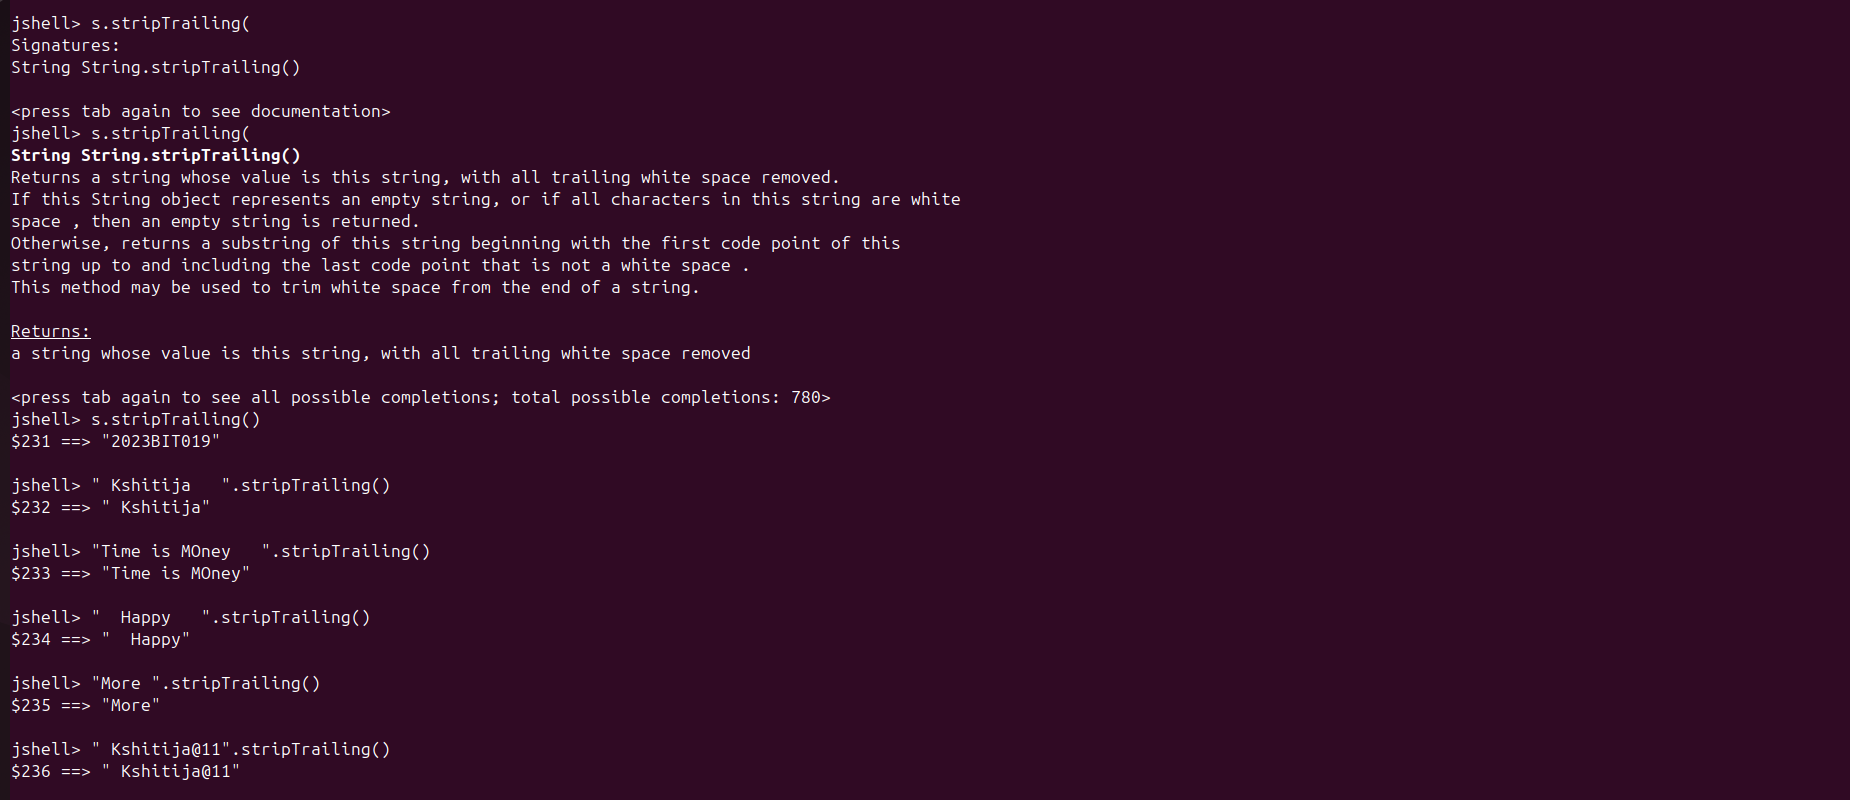 jshell> s.stripTrailing(
Signatures:
String String.stripTrailing()
<press tab again to see documentation>
jshell> s.stripTrailing(
String String.stripTrailing()
Returns a string whose value is this string, with all trailing white space removed.
If this String object represents an empty string, or if all characters in this string are white
space , then an empty string is returned.
Otherwise, returns a substring of this string beginning with the first code point of this
string up to and including the last code point that is not a white space .
This method may be used to trim white space from the end of a string.
Returns:
a string whose value is this string, with all trailing white space removed
<press tab again to see all possible completions; total possible completions: 780>
jshell> s.stripTrailing()
$231 ==> "2023BIT019"
jshell> " Kshitija   ".stripTrailing()
$232 ==> " Kshitija"
jshell> "Time is MOney   ".stripTrailing()
$233 ==> "Time is MOney"
jshell> "  Happy   ".stripTrailing()
$234 ==> "  Happy"
jshell> "More ".stripTrailing()
$235 ==> "More"
jshell> " Kshitija@11".stripTrailing()
$236 ==> " Kshitija@11"